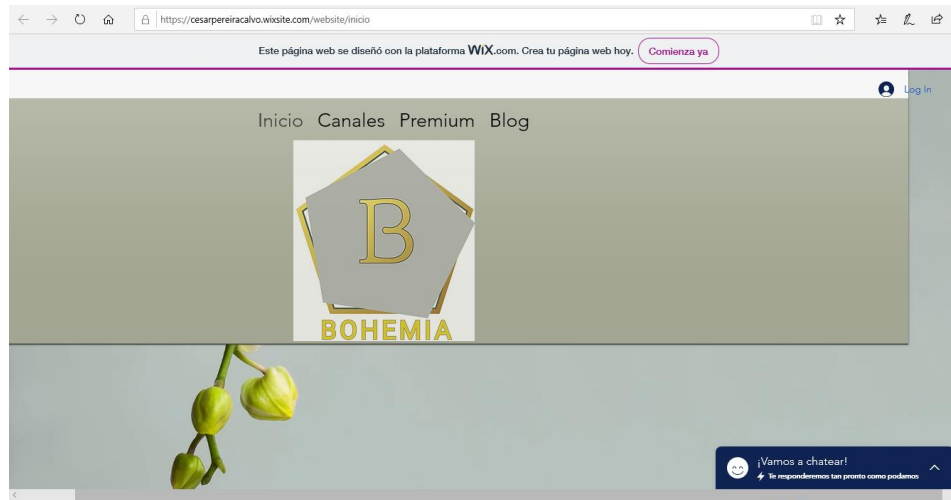 https://cesarpereiracalvo.wixsite.com/website/inicio
Este página web se diseñó con la plataforma WiX.com. Crea tu página web hoy. Comienza ya
Log In
Inicio Canales Premium Blog
B
BOHEMIA
¡Vamos a chatear!
Te responderemos tan pronto como podamos